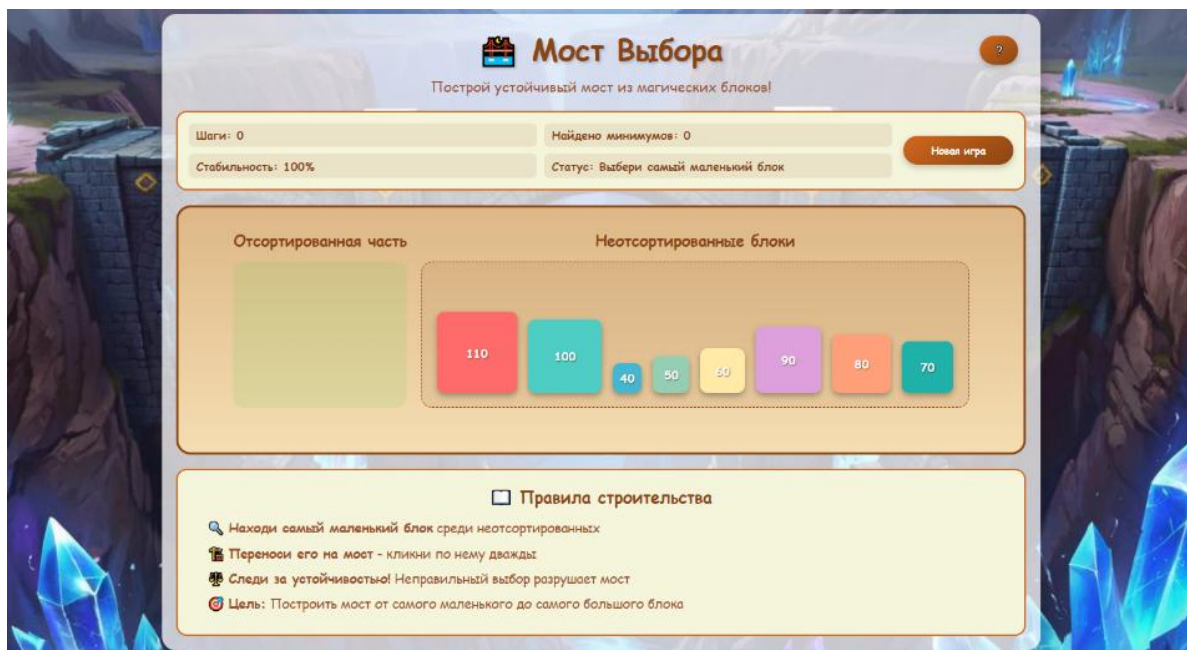 Мост Выбора
?
Построй устойчивый мост из магических блоков!
Шаги: 0
Найдено минимумов: 0
Стабильность: 100%
Статус: Выбери самый маленький блок
Новая игра
Отсортированная часть
Неотсортированные блоки
110
100
40
50
60
90
80
70
Правила строительства
Находи самый маленький блок среди неотсортированных
Переноси его на мост - кликни по нему дважды
Следи за устойчивостью! Неправильный выбор разрушает мост
Цель: Построить мост от самого маленького до самого большого блока